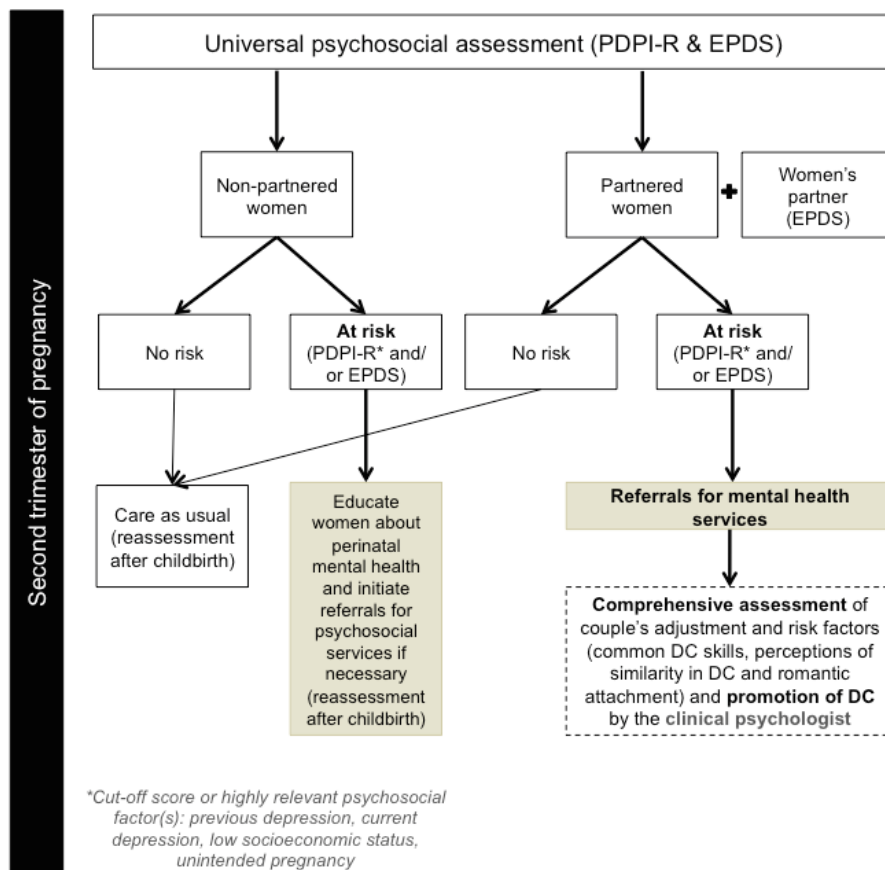 Universal psychosocial assessment (PDPI-R & EPDS)
Second trimester of pregnancy
Non-partnered
women
Partnered
women
Women's
partner
(EPDS)
No risk
At risk
(PDPI-R* and/
or EPDS)
No risk
At risk
(PDPI-R* and/
or EPDS)
Care as usual
(reassessment
after childbirth)
Educate
women about
perinatal
mental health
and initiate
referrals for
psychosocial
services if
necessary
(reassessment
after childbirth)
Referrals for mental health
services
Comprehensive assessment of
couple's adjustment and risk factors
(common DC skills, perceptions of
similarity in DC and romantic
attachment) and promotion of DC
by the clinical psychologist
*Cut-off score or highly relevant psychosocial
factor(s): previous depression, current
depression, low socioeconomic status,
unintended pregnancy